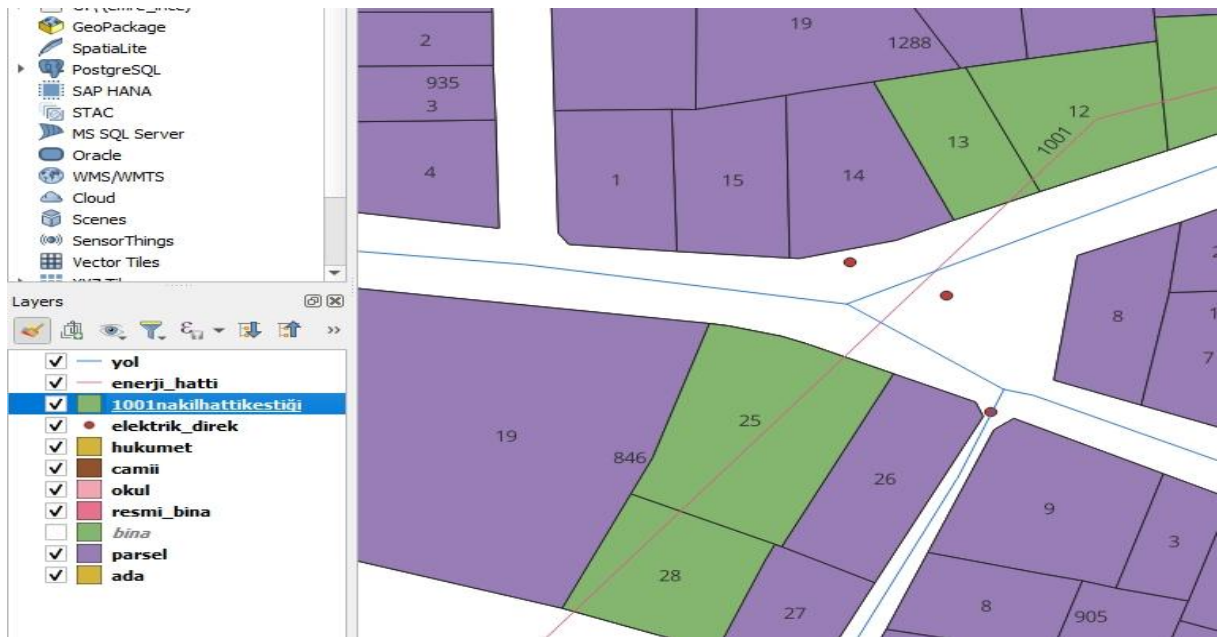 GeoPackage
SpatiaLite
PostgreSQL
SAP HANA
STAC
MS SQL Server
Oracle
WMS/WMTS
Cloud
Scenes
SensorThings
Vector Tiles
Layers
yol
enerji_hatti
1001nakilhattikestiği
elektrik_direk
hukumet
camii
okul
resmi_bina
bina
parsel
ada
2
935
3
4
19
1288
1
15
14
13
12
1001
8
7
19
846
25
26
28
27
9
3
8
905